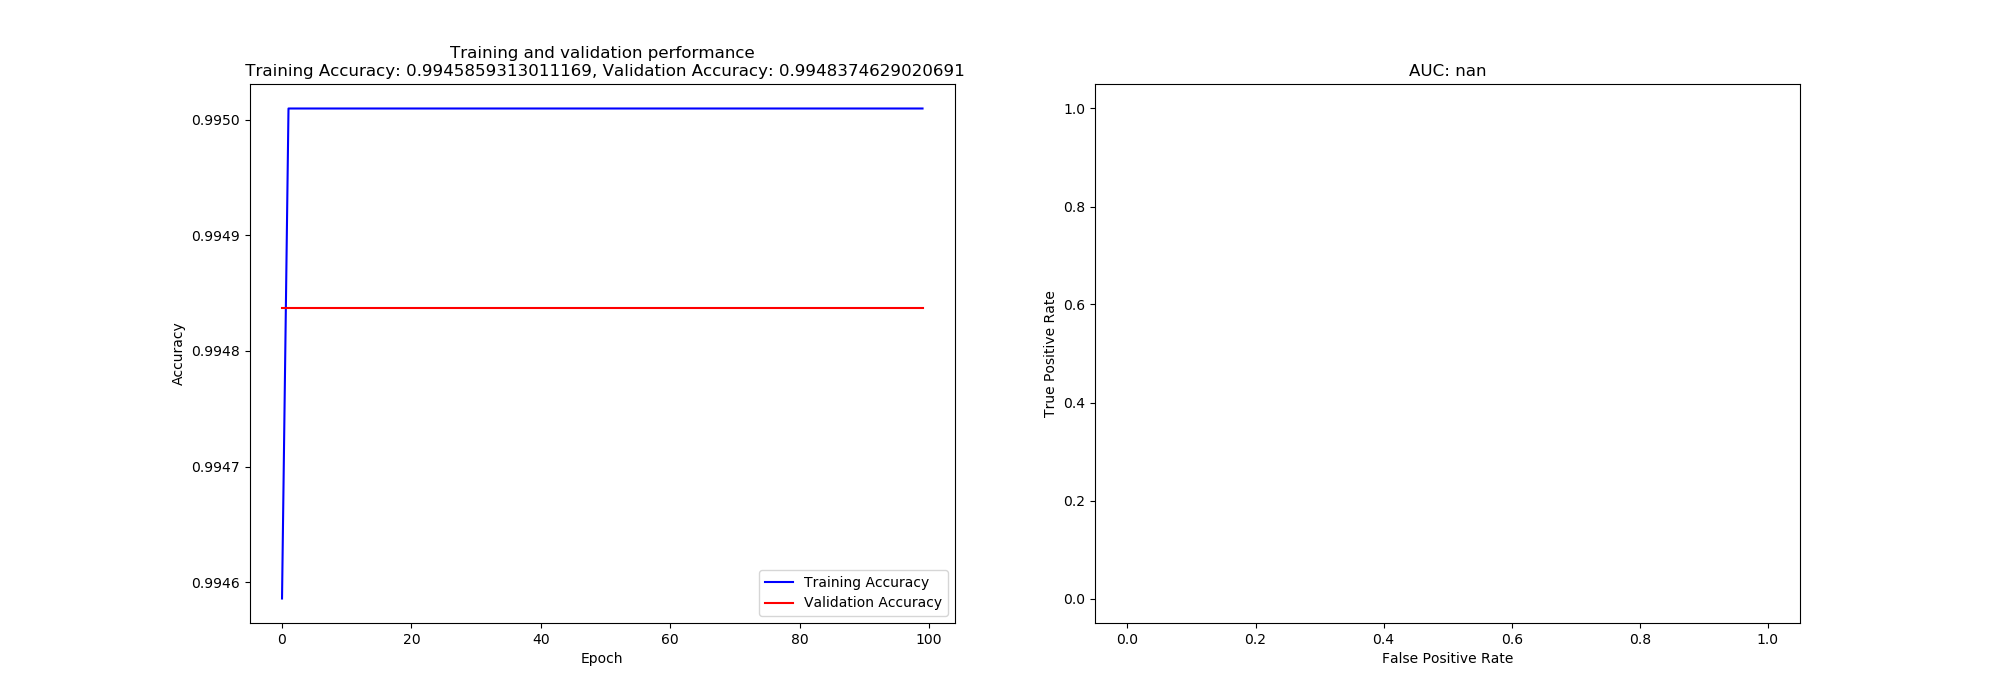 Training and validation performance
Training Accuracy: 0.9945859313011169, Validation Accuracy: 0.9948374629020691
0.9950
0.9949
0.9948
0.9947
0.9946
Accuracy
0 20 40 60 80 100
Epoch
Training Accuracy
Validation Accuracy
AUC: nan
1.0
0.8
0.6
0.4
0.2
0.0
True Positive Rate
0.0 0.2 0.4 0.6 0.8 1.0
False Positive Rate